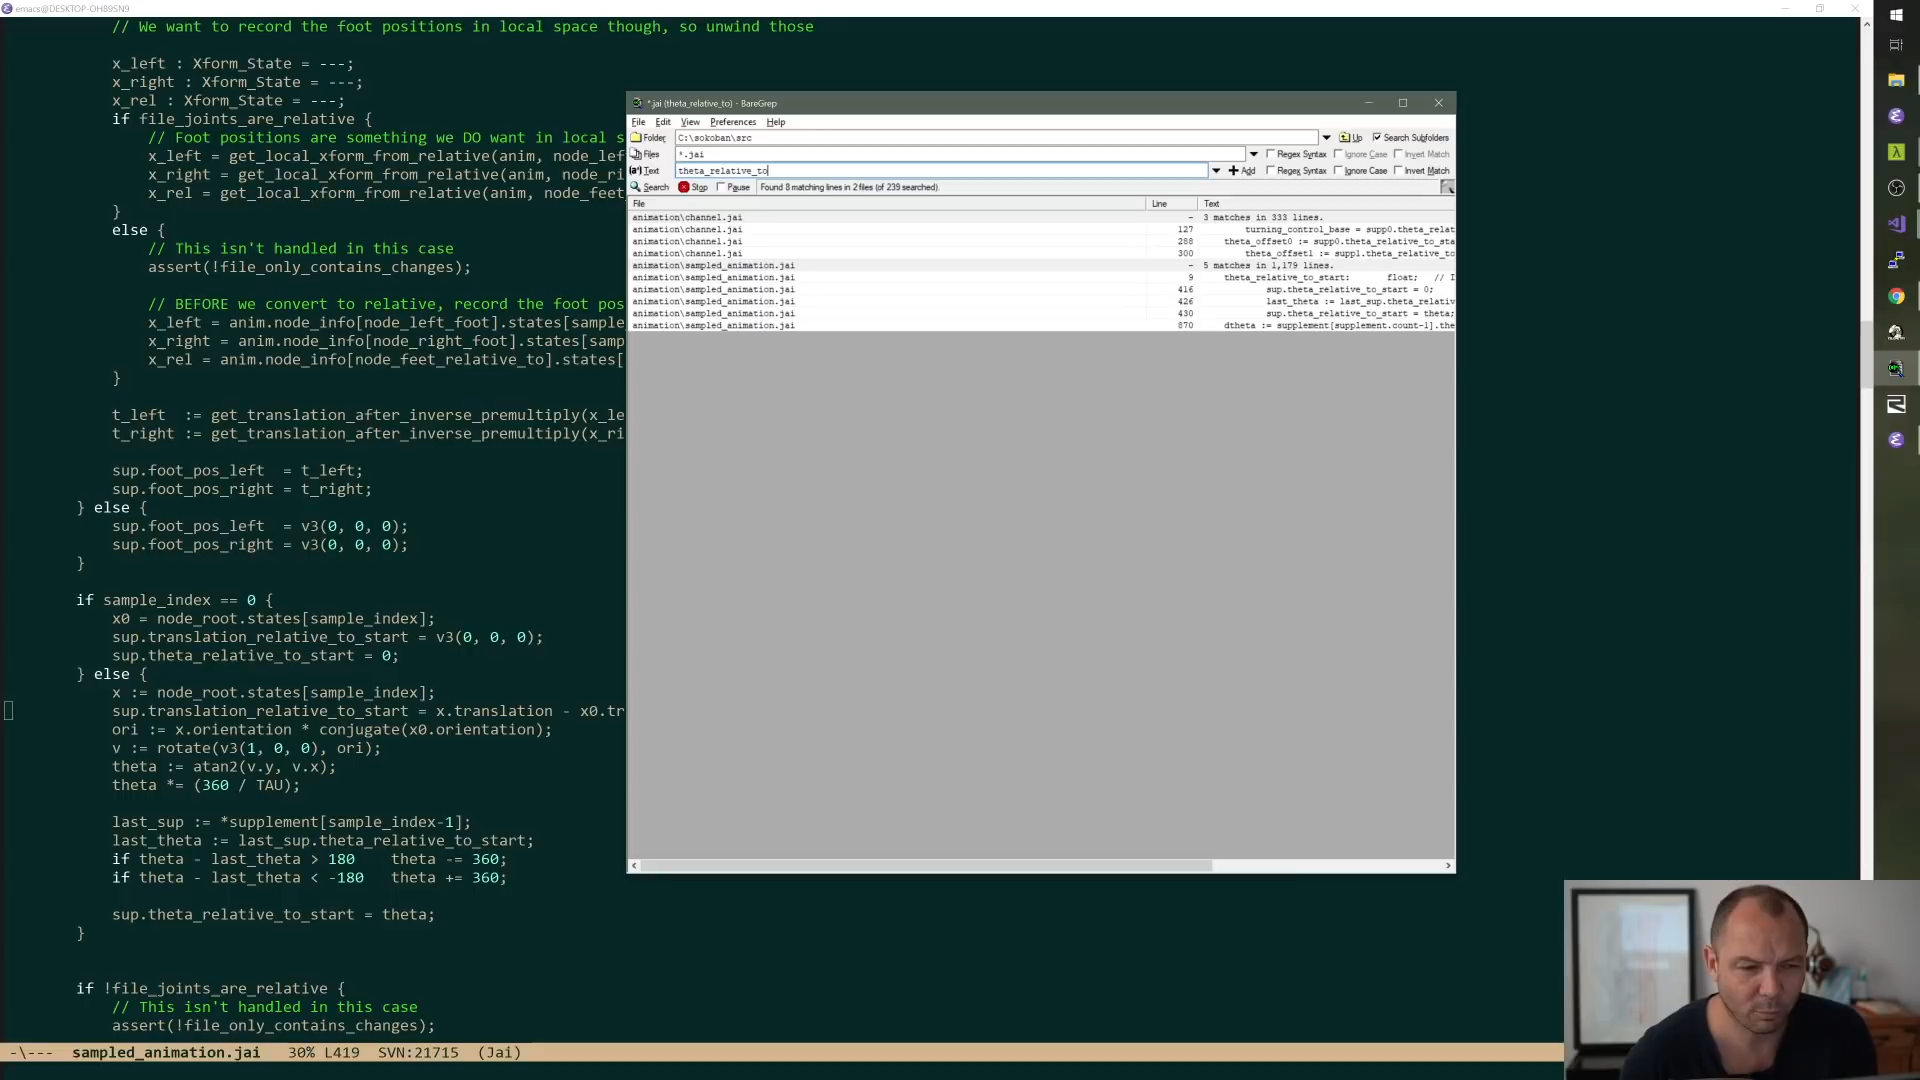 emacs@DESKTOP-OH89SN9
// We want to record the foot positions in local space though, so unwind those
x_left : Xform_State = ---;
x_right : Xform_State = ---;
x_rel : Xform_State = ---;
if file_joints_are_relative {
// Foot positions are something we DO want in local s
x_left = get_local_xform_from_relative(anim, node_lef
x_right = get_local_xform_from_relative(anim, node_ri
x_rel = get_local_xform_from_relative(anim, node_feet
}
else {
// This isn't handled in this case
assert(!file_only_contains_changes);
// BEFORE we convert to relative, record the foot pos
x_left = anim.node_info[node_left_foot].states[sample
x_right = anim.node_info[node_right_foot].states[samp
x_rel = anim.node_info[node_feet_relative_to].states[
}
t_left  := get_translation_after_inverse_premultiply(x_le
t_right := get_translation_after_inverse_premultiply(x_ri
sup.foot_pos_left  = t_left;
sup.foot_pos_right = t_right;
} else {
sup.foot_pos_left  = v3(0, 0, 0);
sup.foot_pos_right = v3(0, 0, 0);
}
if sample_index == 0 {
x0 = node_root.states[sample_index];
sup.translation_relative_to_start = v3(0, 0, 0);
sup.theta_relative_to_start = 0;
} else {
x := node_root.states[sample_index];
sup.translation_relative_to_start = x.translation - x0.tr
ori := x.orientation * conjugate(x0.orientation);
v := rotate(v3(1, 0, 0), ori);
theta := atan2(v.y, v.x);
theta *= (360 / TAU);
last_sup := *supplement[sample_index-1];
last_theta := last_sup.theta_relative_to_start;
if theta - last_theta > 180    theta -= 360;
if theta - last_theta < -180   theta += 360;
sup.theta_relative_to_start = theta;
}
if !file_joints_are_relative {
// This isn't handled in this case
assert(!file_only_contains_changes);
-\--- sampled_animation.jai 30% L419 SVN:21715 (Jai)
*.jai (theta_relative_to) - BareGrep
File Edit View Preferences Help
Folder C:\sokoban\src Up Search Subfolders
Files *.jai Regex Syntax Ignore Case Invert Match
Text theta_relative_to Add Regex Syntax Ignore Case Invert Match
Search Stop Pause Found 8 matching lines in 2 files (of 239 searched).
File Line Text
animation\channel.jai - 3 matches in 333 lines.
animation\channel.jai 127 turning_control_base = supp0.theta_relat
animation\channel.jai 288 theta_offset0 := supp0.theta_relative_to_sta
animation\channel.jai 300 theta_offset1 := supp1.theta_relative_to
animation\sampled_animation.jai - 5 matches in 1,179 lines.
animation\sampled_animation.jai 9 theta_relative_to_start: float; // I
animation\sampled_animation.jai 416 sup.theta_relative_to_start = 0;
animation\sampled_animation.jai 426 last_theta := last_sup.theta_relativ
animation\sampled_animation.jai 430 sup.theta_relative_to_start = theta;
animation\sampled_animation.jai 870 dtheta := supplement[supplement.count-1].the